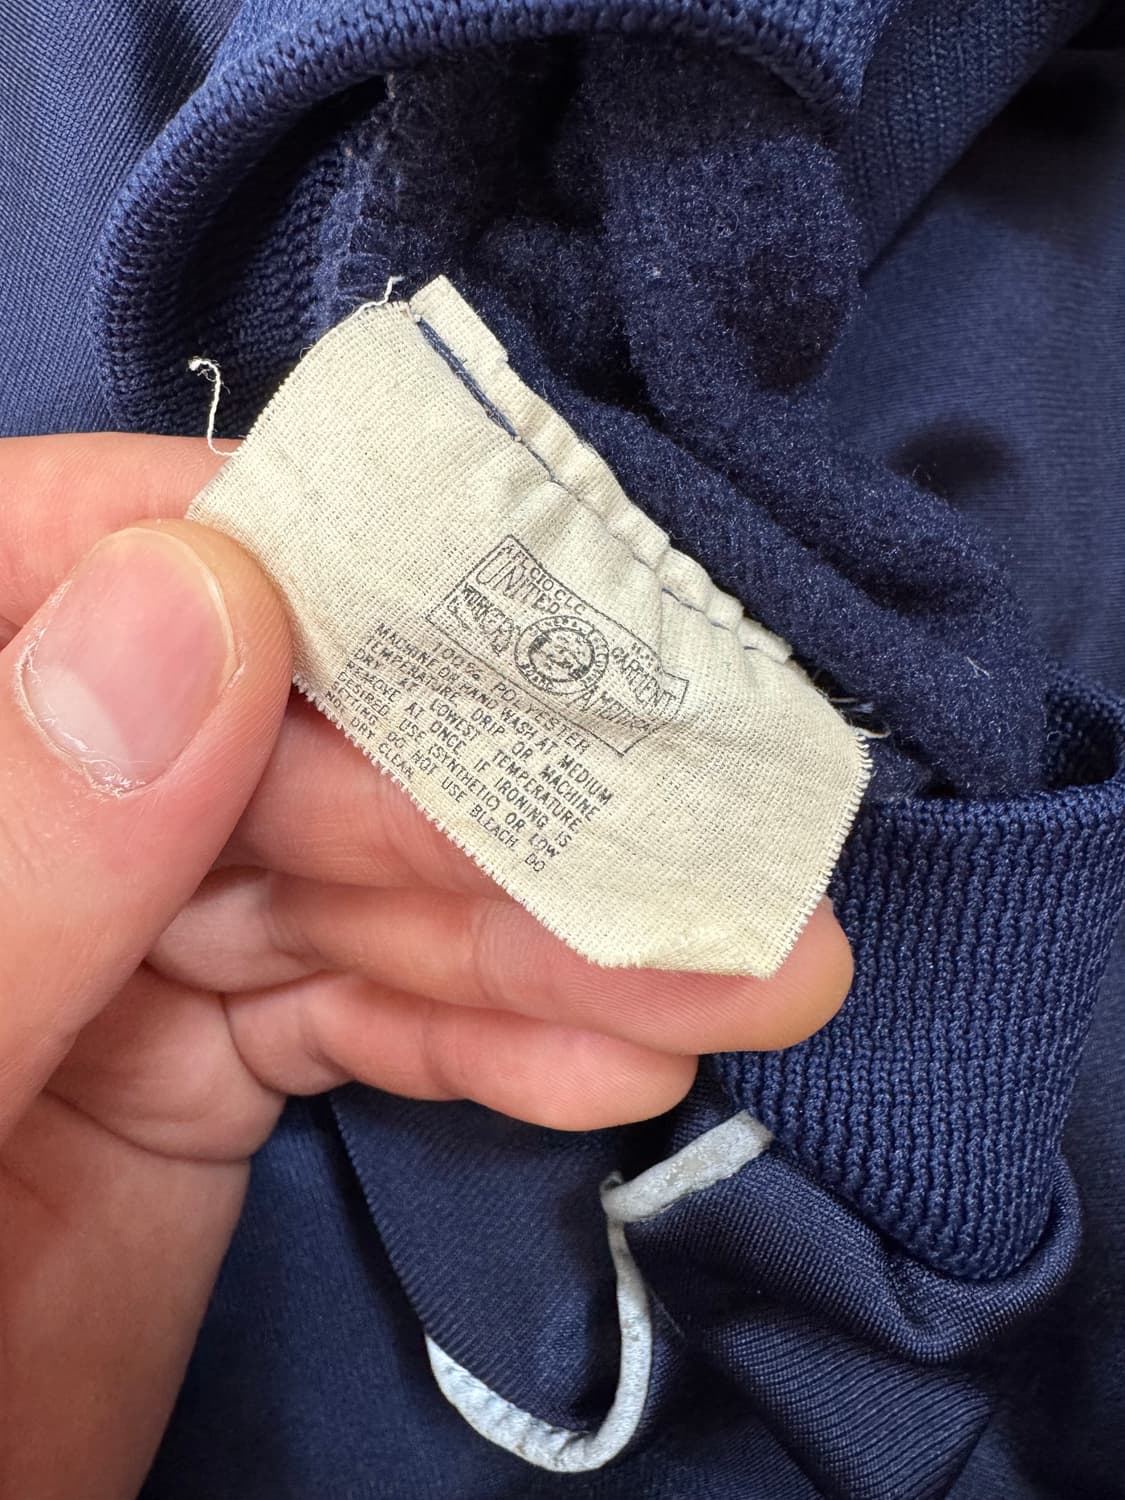 AFL CIO CLC
UNITED
WORKERS
GARMENT
AMERICA
100% POLYESTER
MACHINE OR HAND WASH AT MEDIUM
TEMPERATURE. DRIP OR MACHINE
DRY AT LOWEST TEMPERATURE
REMOVE AT ONCE. IF IRONING IS
DESIRED, USE (SYNTHETIC) OR LOW
SETTING. DO NOT USE BLEACH. DO
DRY CLEAN.